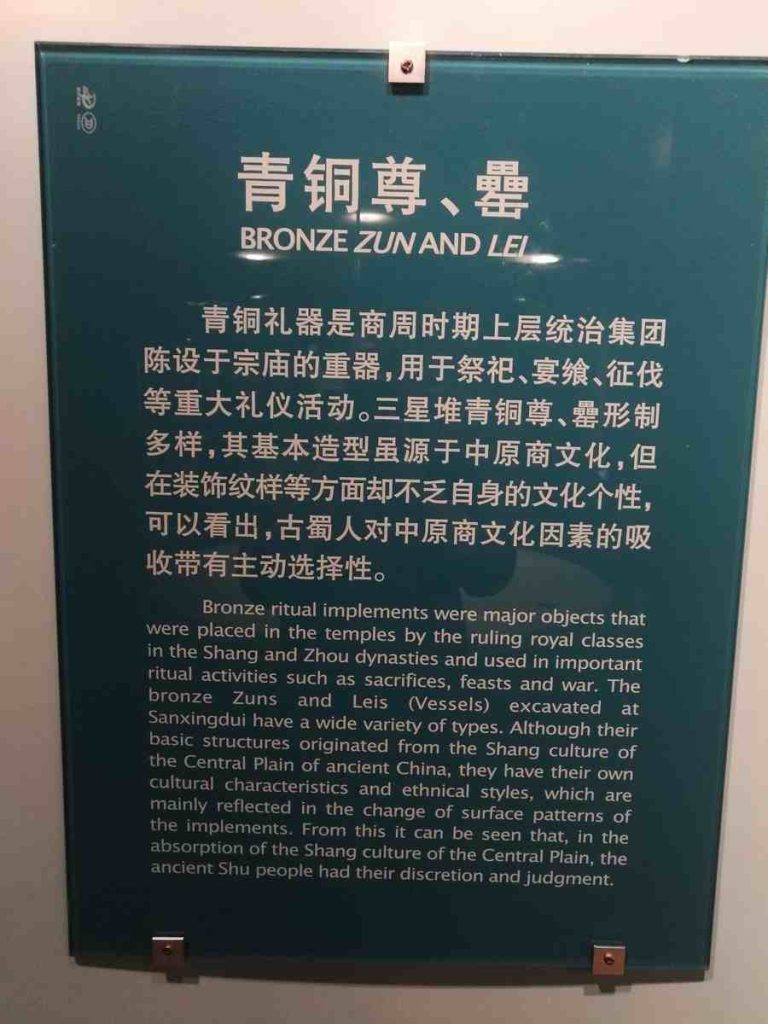 青铜尊、罍
BRONZE ZUN AND LEI
青铜礼器是商周时期上层统治集团
陈设于宗庙的重器，用于祭祀、宴飨、征伐
等重大礼仪活动。三星堆青铜尊、罍形制
多样，其基本造型虽源于中原商文化，但
在装饰纹样等方面却不乏自身的文化个性，
可以看出，古蜀人对中原商文化因素的吸
收带有主动选择性。
Bronze ritual implements were major objects that
were placed in the temples by the ruling royal classes
in the Shang and Zhou dynasties and used in important
ritual activities such as sacrifices, feasts and war. The
bronze Zuns and Leis (Vessels) excavated at
Sanxingdui have a wide variety of types. Although their
basic structures originated from the Shang culture of
the Central Plain of ancient China, they have their own
cultural characteristics and ethnical styles, which are
mainly reflected in the change of surface patterns of
the implements. From this it can be seen that, in the
absorption of the Shang culture of the Central Plain, the
ancient Shu people had their discretion and judgment.